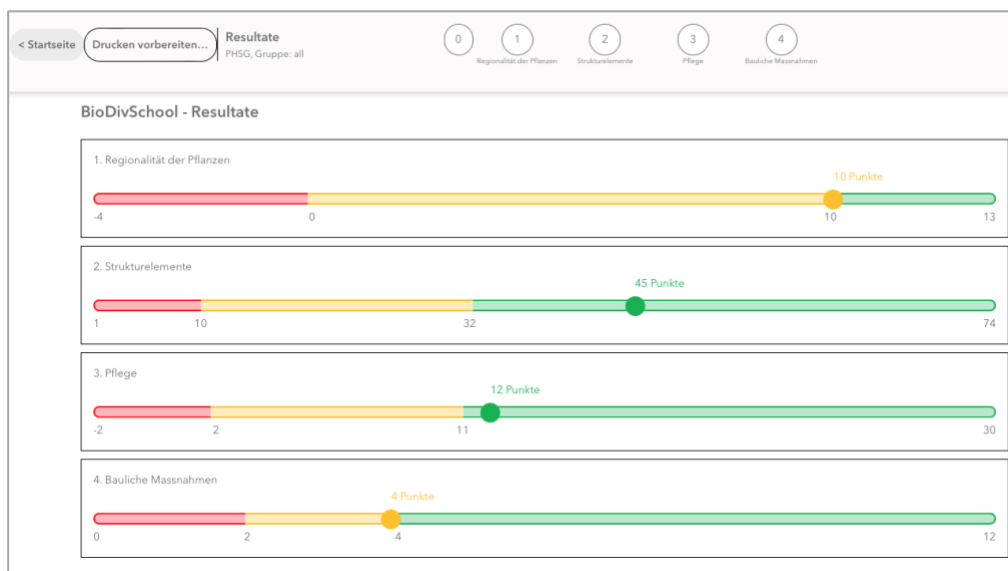 < Startseite
Drucken vorbereiten...
Resultate
PHSG, Gruppe: all
0
1
2
3
4
Regionalität der Pflanzen
Strukturelemente
Pflege
Bauliche Massnahmen
BioDivSchool - Resultate
1. Regionalität der Pflanzen
10 Punkte
-4 0 10 13
2. Strukturelemente
45 Punkte
1 10 32 74
3. Pflege
12 Punkte
-2 2 11 30
4. Bauliche Massnahmen
4 Punkte
0 2 4 12